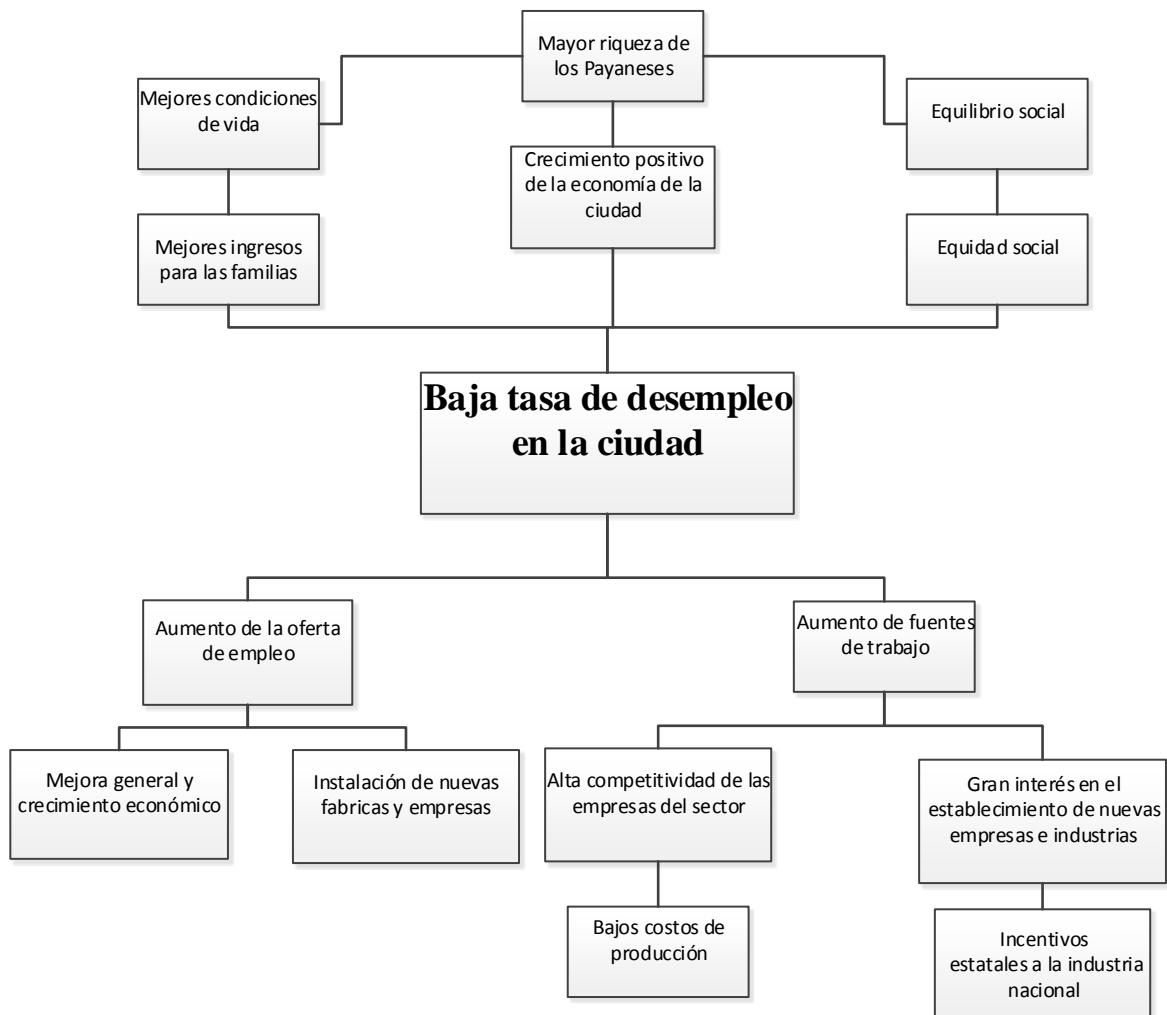 Mayor riqueza de
los Payaneses
Mejores condiciones
de vida
Equilibrio social
Crecimiento positivo
de la economía de la
ciudad
Mejores ingresos
para las familias
Equidad social
Baja tasa de desempleo
en la ciudad
Aumento de la oferta
de empleo
Aumento de fuentes
de trabajo
Mejora general y
crecimiento económico
Instalación de nuevas
fabricas y empresas
Alta competitividad de las
empresas del sector
Gran interés en el
establecimiento de nuevas
empresas e industrias
Bajos costos de
producción
Incentivos
estatales a la industria
nacional